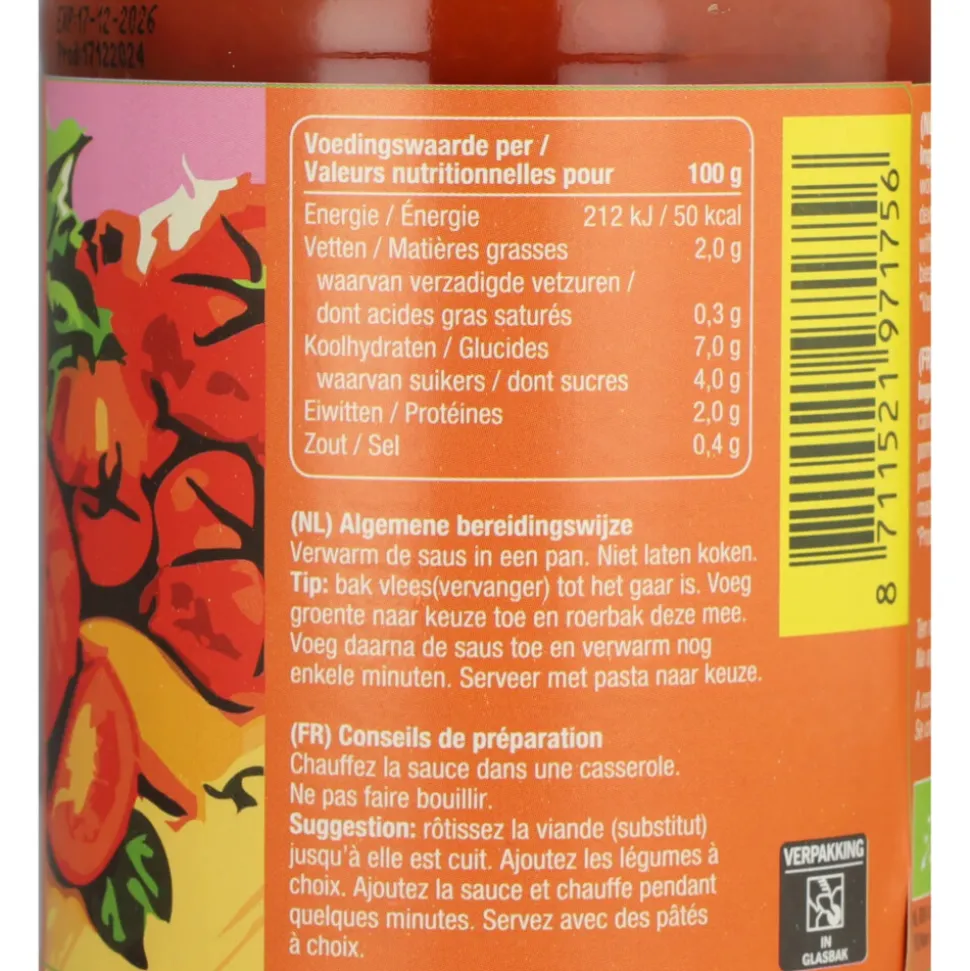 EXP:17-12-2026
Prod:17122024
Voedingswaarde per /
Valeurs nutritionnelles pour 100 g
Energie / Énergie 212 kJ / 50 kcal
Vetten / Matières grasses 2,0 g
waarvan verzadigde vetzuren /
dont acides gras saturés 0,3 g
Koolhydraten / Glucides 7,0 g
waarvan suikers / dont sucres 4,0 g
Eiwitten / Protéines 2,0 g
Zout / Sel 0,4 g
8 711521 971756
(NL) Algemene bereidingswijze
Verwarm de saus in een pan. Niet laten koken.
Tip: bak vlees(vervanger) tot het gaar is. Voeg
groente naar keuze toe en roerbak deze mee.
Voeg daarna de saus toe en verwarm nog
enkele minuten. Serveer met pasta naar keuze.
(FR) Conseils de préparation
Chauffez la sauce dans une casserole.
Ne pas faire bouillir.
Suggestion: rôtissez la viande (substitut)
jusqu'à elle est cuit. Ajoutez les légumes à
choix. Ajoutez la sauce et chauffe pendant
quelques minutes. Servez avec des pâtés
à choix.
VERPAKKING
IN
GLASBAK